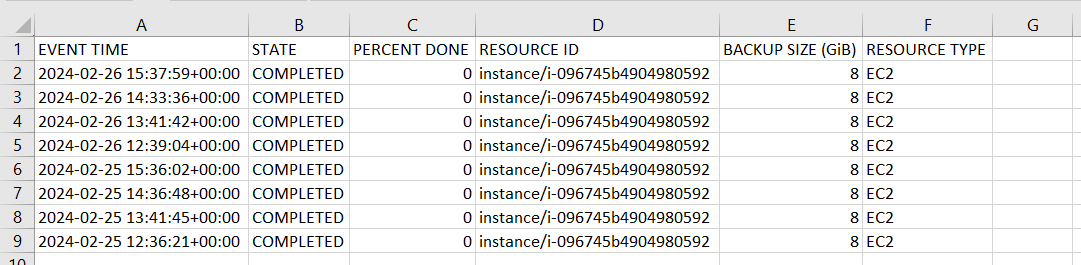 A B C D E F G
1 EVENT TIME STATE PERCENT DONE RESOURCE ID BACKUP SIZE (GiB) RESOURCE TYPE
2 2024-02-26 15:37:59+00:00 COMPLETED 0 instance/i-096745b4904980592 8 EC2
3 2024-02-26 14:33:36+00:00 COMPLETED 0 instance/i-096745b4904980592 8 EC2
4 2024-02-26 13:41:42+00:00 COMPLETED 0 instance/i-096745b4904980592 8 EC2
5 2024-02-26 12:39:04+00:00 COMPLETED 0 instance/i-096745b4904980592 8 EC2
6 2024-02-25 15:36:02+00:00 COMPLETED 0 instance/i-096745b4904980592 8 EC2
7 2024-02-25 14:36:48+00:00 COMPLETED 0 instance/i-096745b4904980592 8 EC2
8 2024-02-25 13:41:45+00:00 COMPLETED 0 instance/i-096745b4904980592 8 EC2
9 2024-02-25 12:36:21+00:00 COMPLETED 0 instance/i-096745b4904980592 8 EC2
10